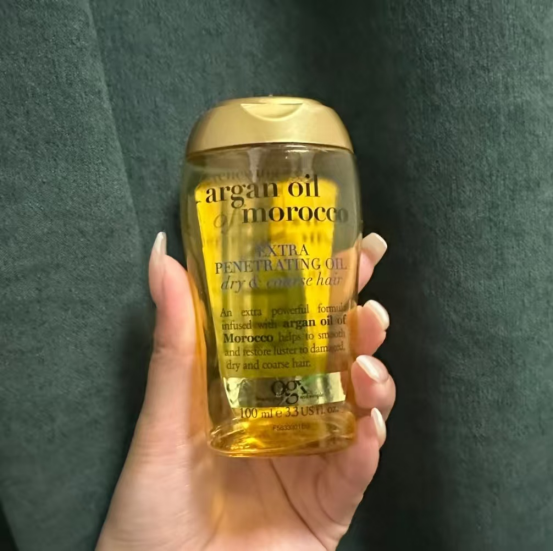 argan oil
of morocco
EXTRA
PENETRATING OIL
dry & coarse hair
An extra powerful formula
infused with argan oil of
Morocco helps to smooth
and restore luster to damaged,
dry and coarse hair.
ogx
100 ml e 3.3 US fl. oz.